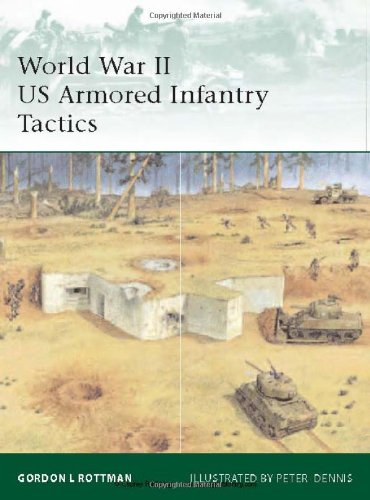 World War II
US Armored Infantry
Tactics
GORDON L ROTTMAN
ILLUSTRATED BY PETER DENNIS